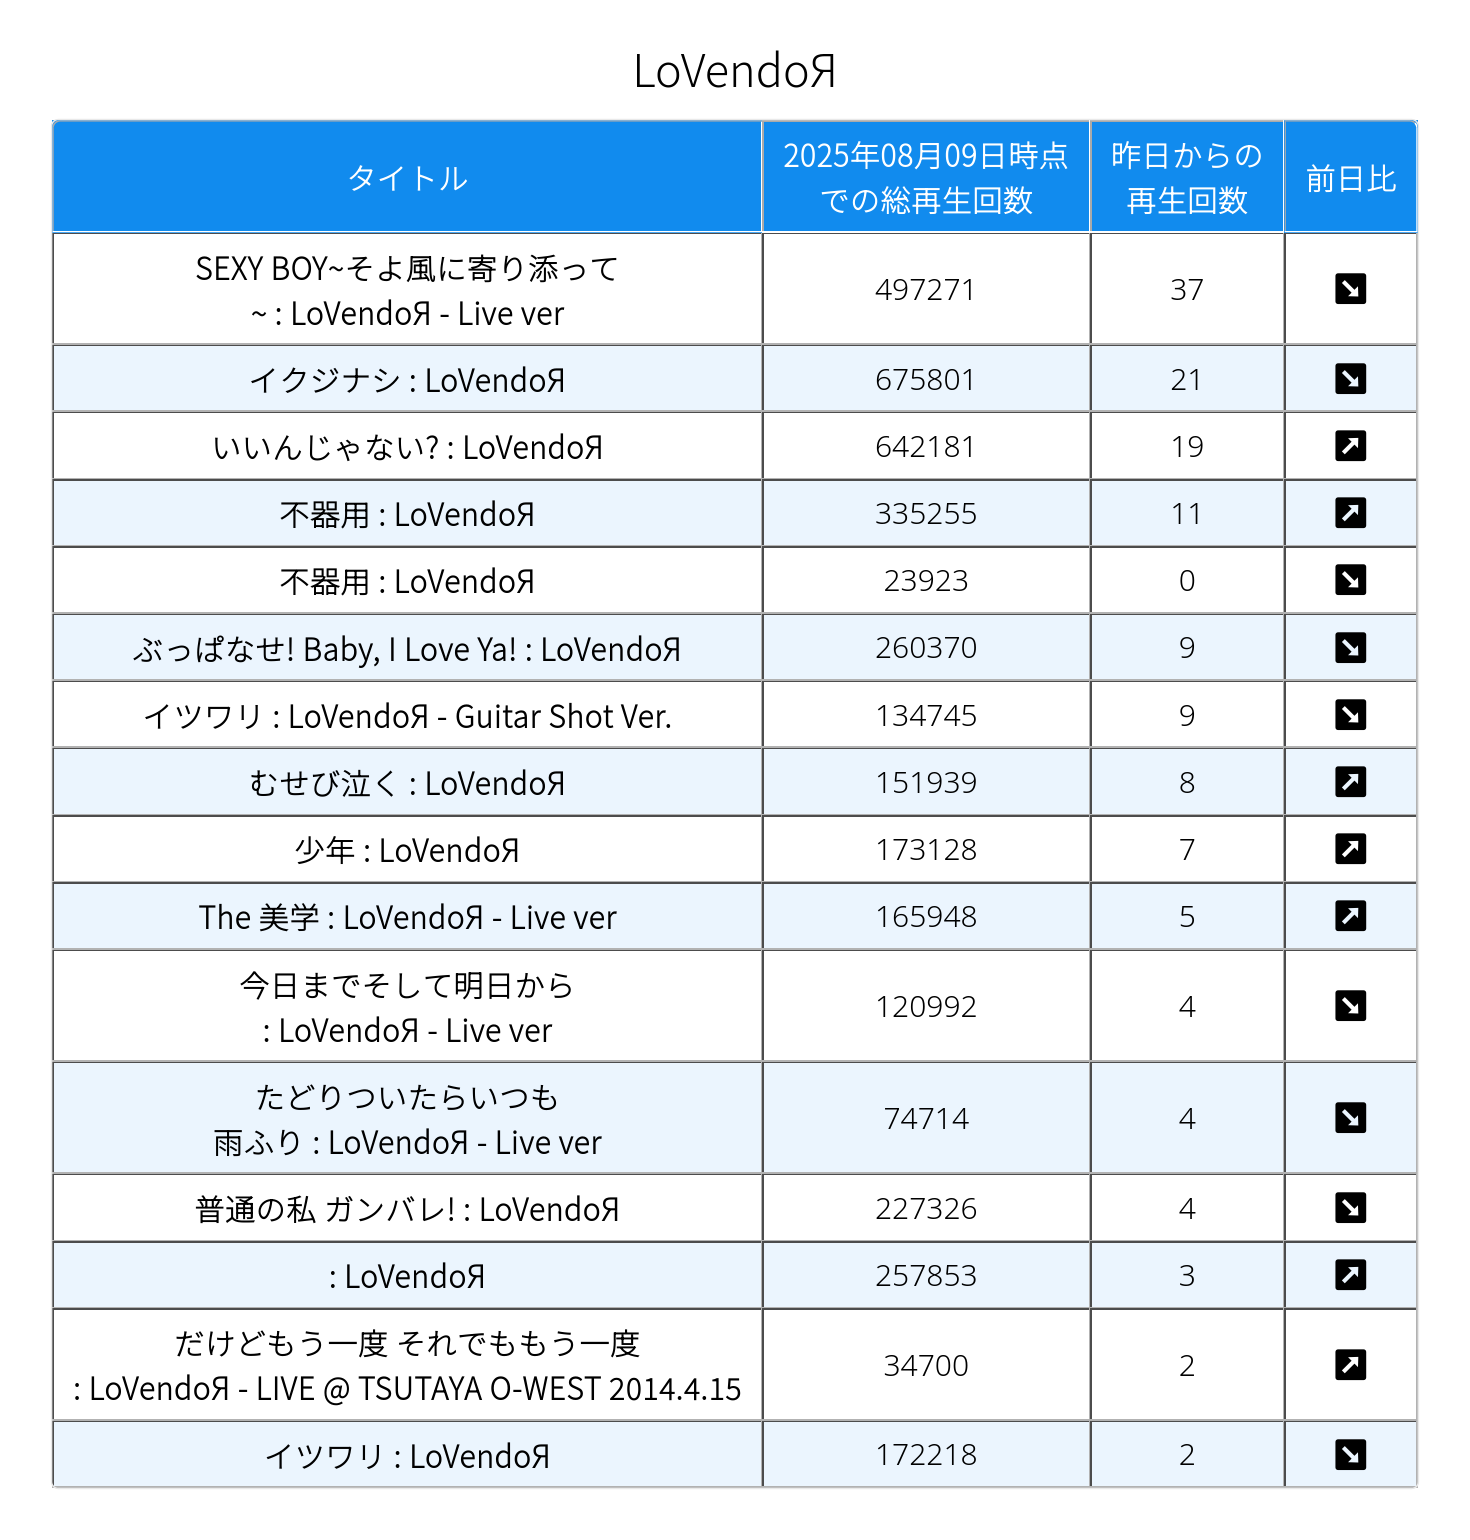 LoVendoЯ
タイトル
2025年08月09日時点
での総再生回数
昨日からの
再生回数
前日比
SEXY BOY~そよ風に寄り添って
~ : LoVendoЯ - Live ver
497271
37
イクジナシ : LoVendoЯ
675801
21
いいんじゃない? : LoVendoЯ
642181
19
不器用 : LoVendoЯ
335255
11
不器用 : LoVendoЯ
23923
0
ぶっぱなせ! Baby, I Love Ya! : LoVendoЯ
260370
9
イツワリ : LoVendoЯ - Guitar Shot Ver.
134745
9
むせび泣く : LoVendoЯ
151939
8
少年 : LoVendoЯ
173128
7
The 美学 : LoVendoЯ - Live ver
165948
5
今日までそして明日から
: LoVendoЯ - Live ver
120992
4
たどりついたらいつも
雨ふり : LoVendoЯ - Live ver
74714
4
普通の私 ガンバレ! : LoVendoЯ
227326
4
: LoVendoЯ
257853
3
だけどもう一度 それでももう一度
: LoVendoЯ - LIVE @ TSUTAYA O-WEST 2014.4.15
34700
2
イツワリ : LoVendoЯ
172218
2